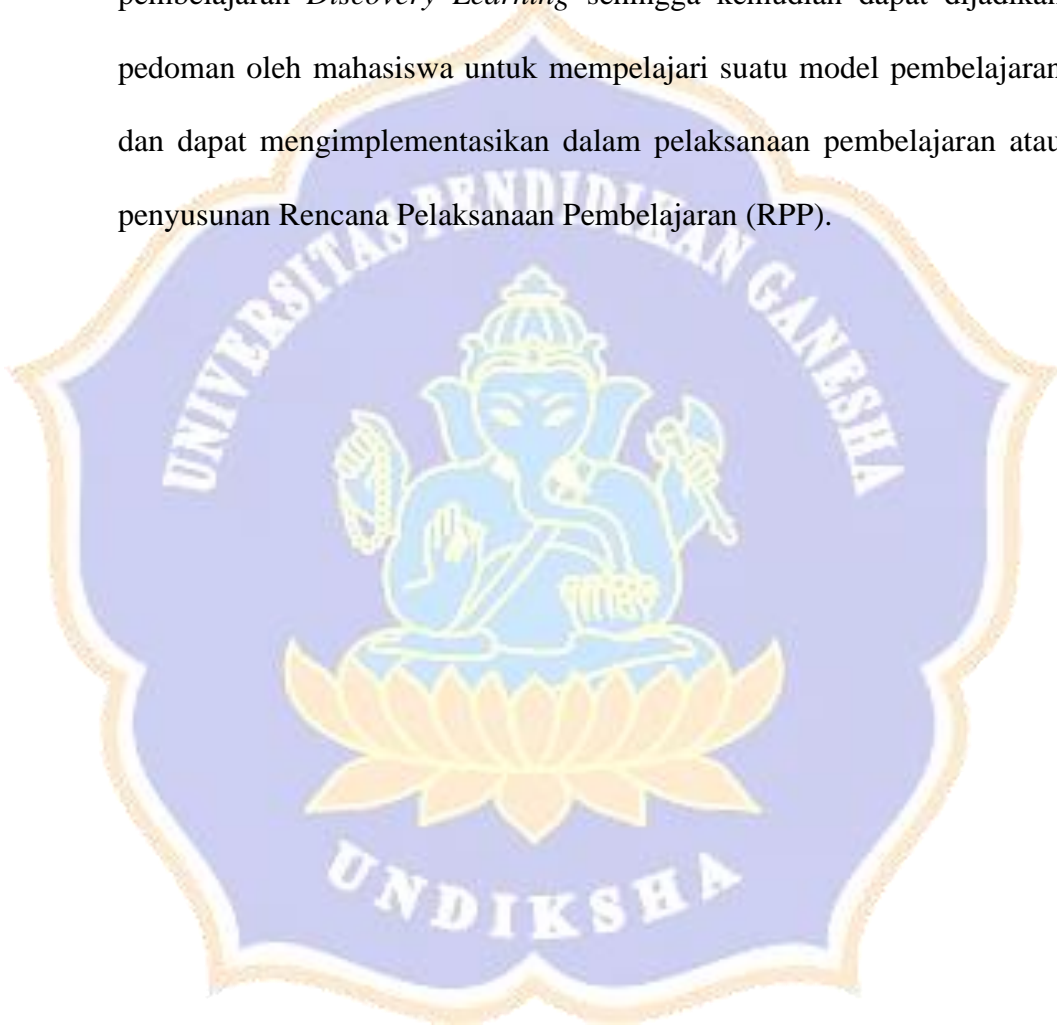 pembelajaran Discovery Learning sehingga kemudian dapat dijadikan
pedoman oleh mahasiswa untuk mempelajari suatu model pembelajaran
dan dapat mengimplementasikan dalam pelaksanaan pembelajaran atau
penyusunan Rencana Pelaksanaan Pembelajaran (RPP).
UNIVERSITAS PENDIDIKAN GANESHA
UNDIKSHA